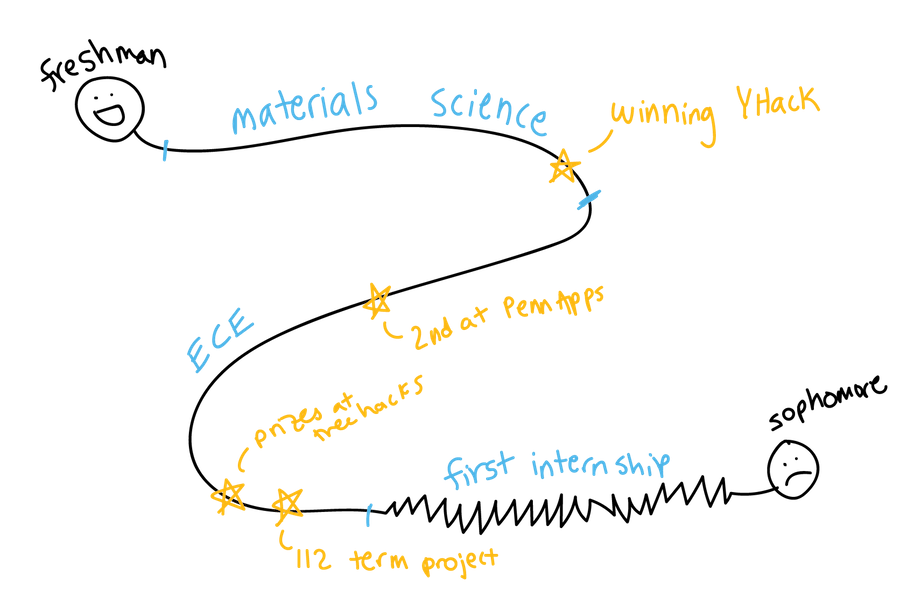 freshman
materials science
winning YHack
2nd at PennApps
ECE
prizes at
treehacks
112 term project
first internship
sophomore